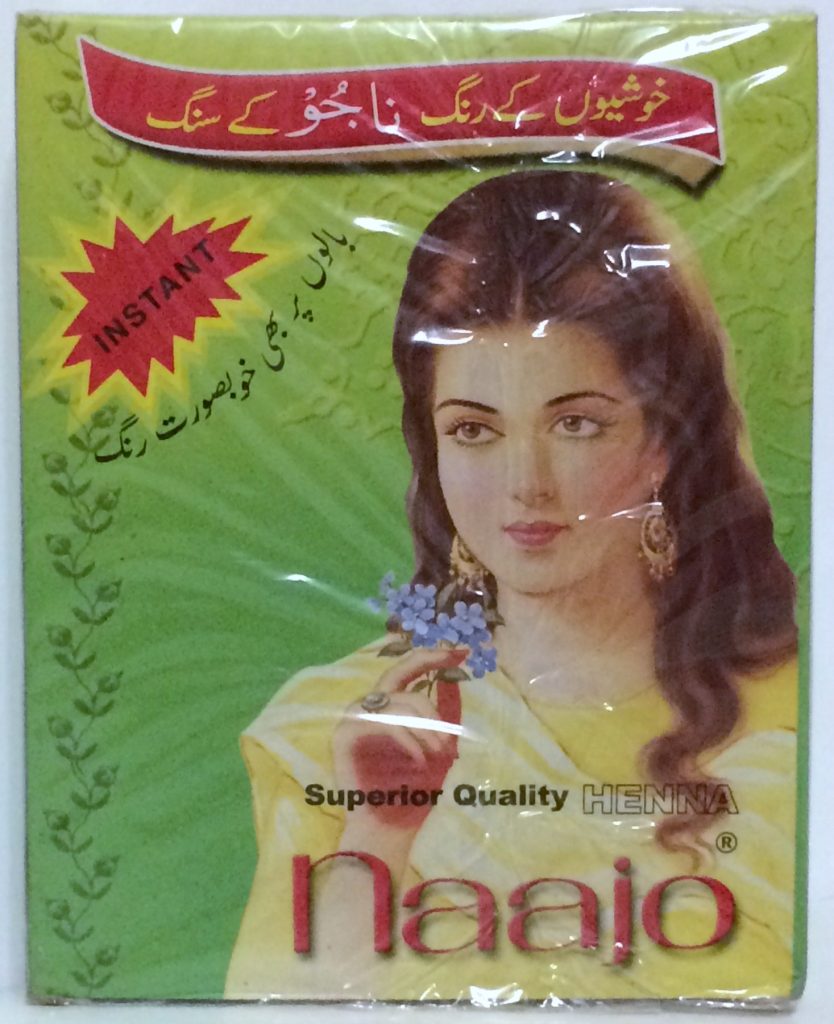 خوشیوں کے رنگ ناجُوْ کے سنگ
INSTANT
بالوں پر بھی خوبصورت رنگ
Superior Quality HENNA
naajo®